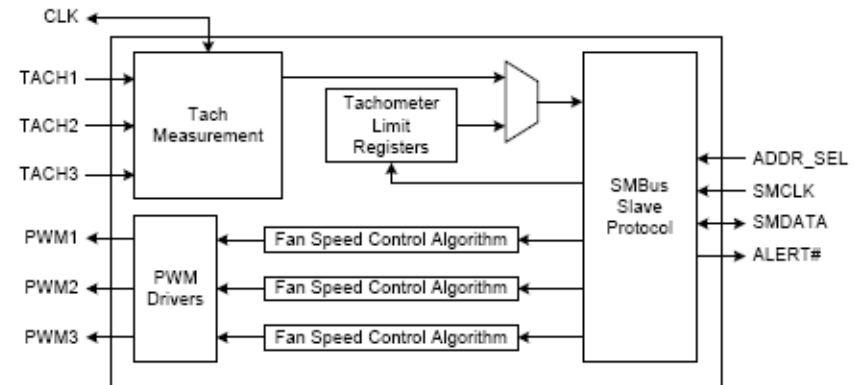 CLK
TACH1
TACH2
TACH3
Tach
Measurement
Tachometer
Limit
Registers
SMBus
Slave
Protocol
ADDR_SEL
SMCLK
SMDATA
ALERT#
PWM1
PWM2
PWM3
PWM
Drivers
Fan Speed Control Algorithm
Fan Speed Control Algorithm
Fan Speed Control Algorithm